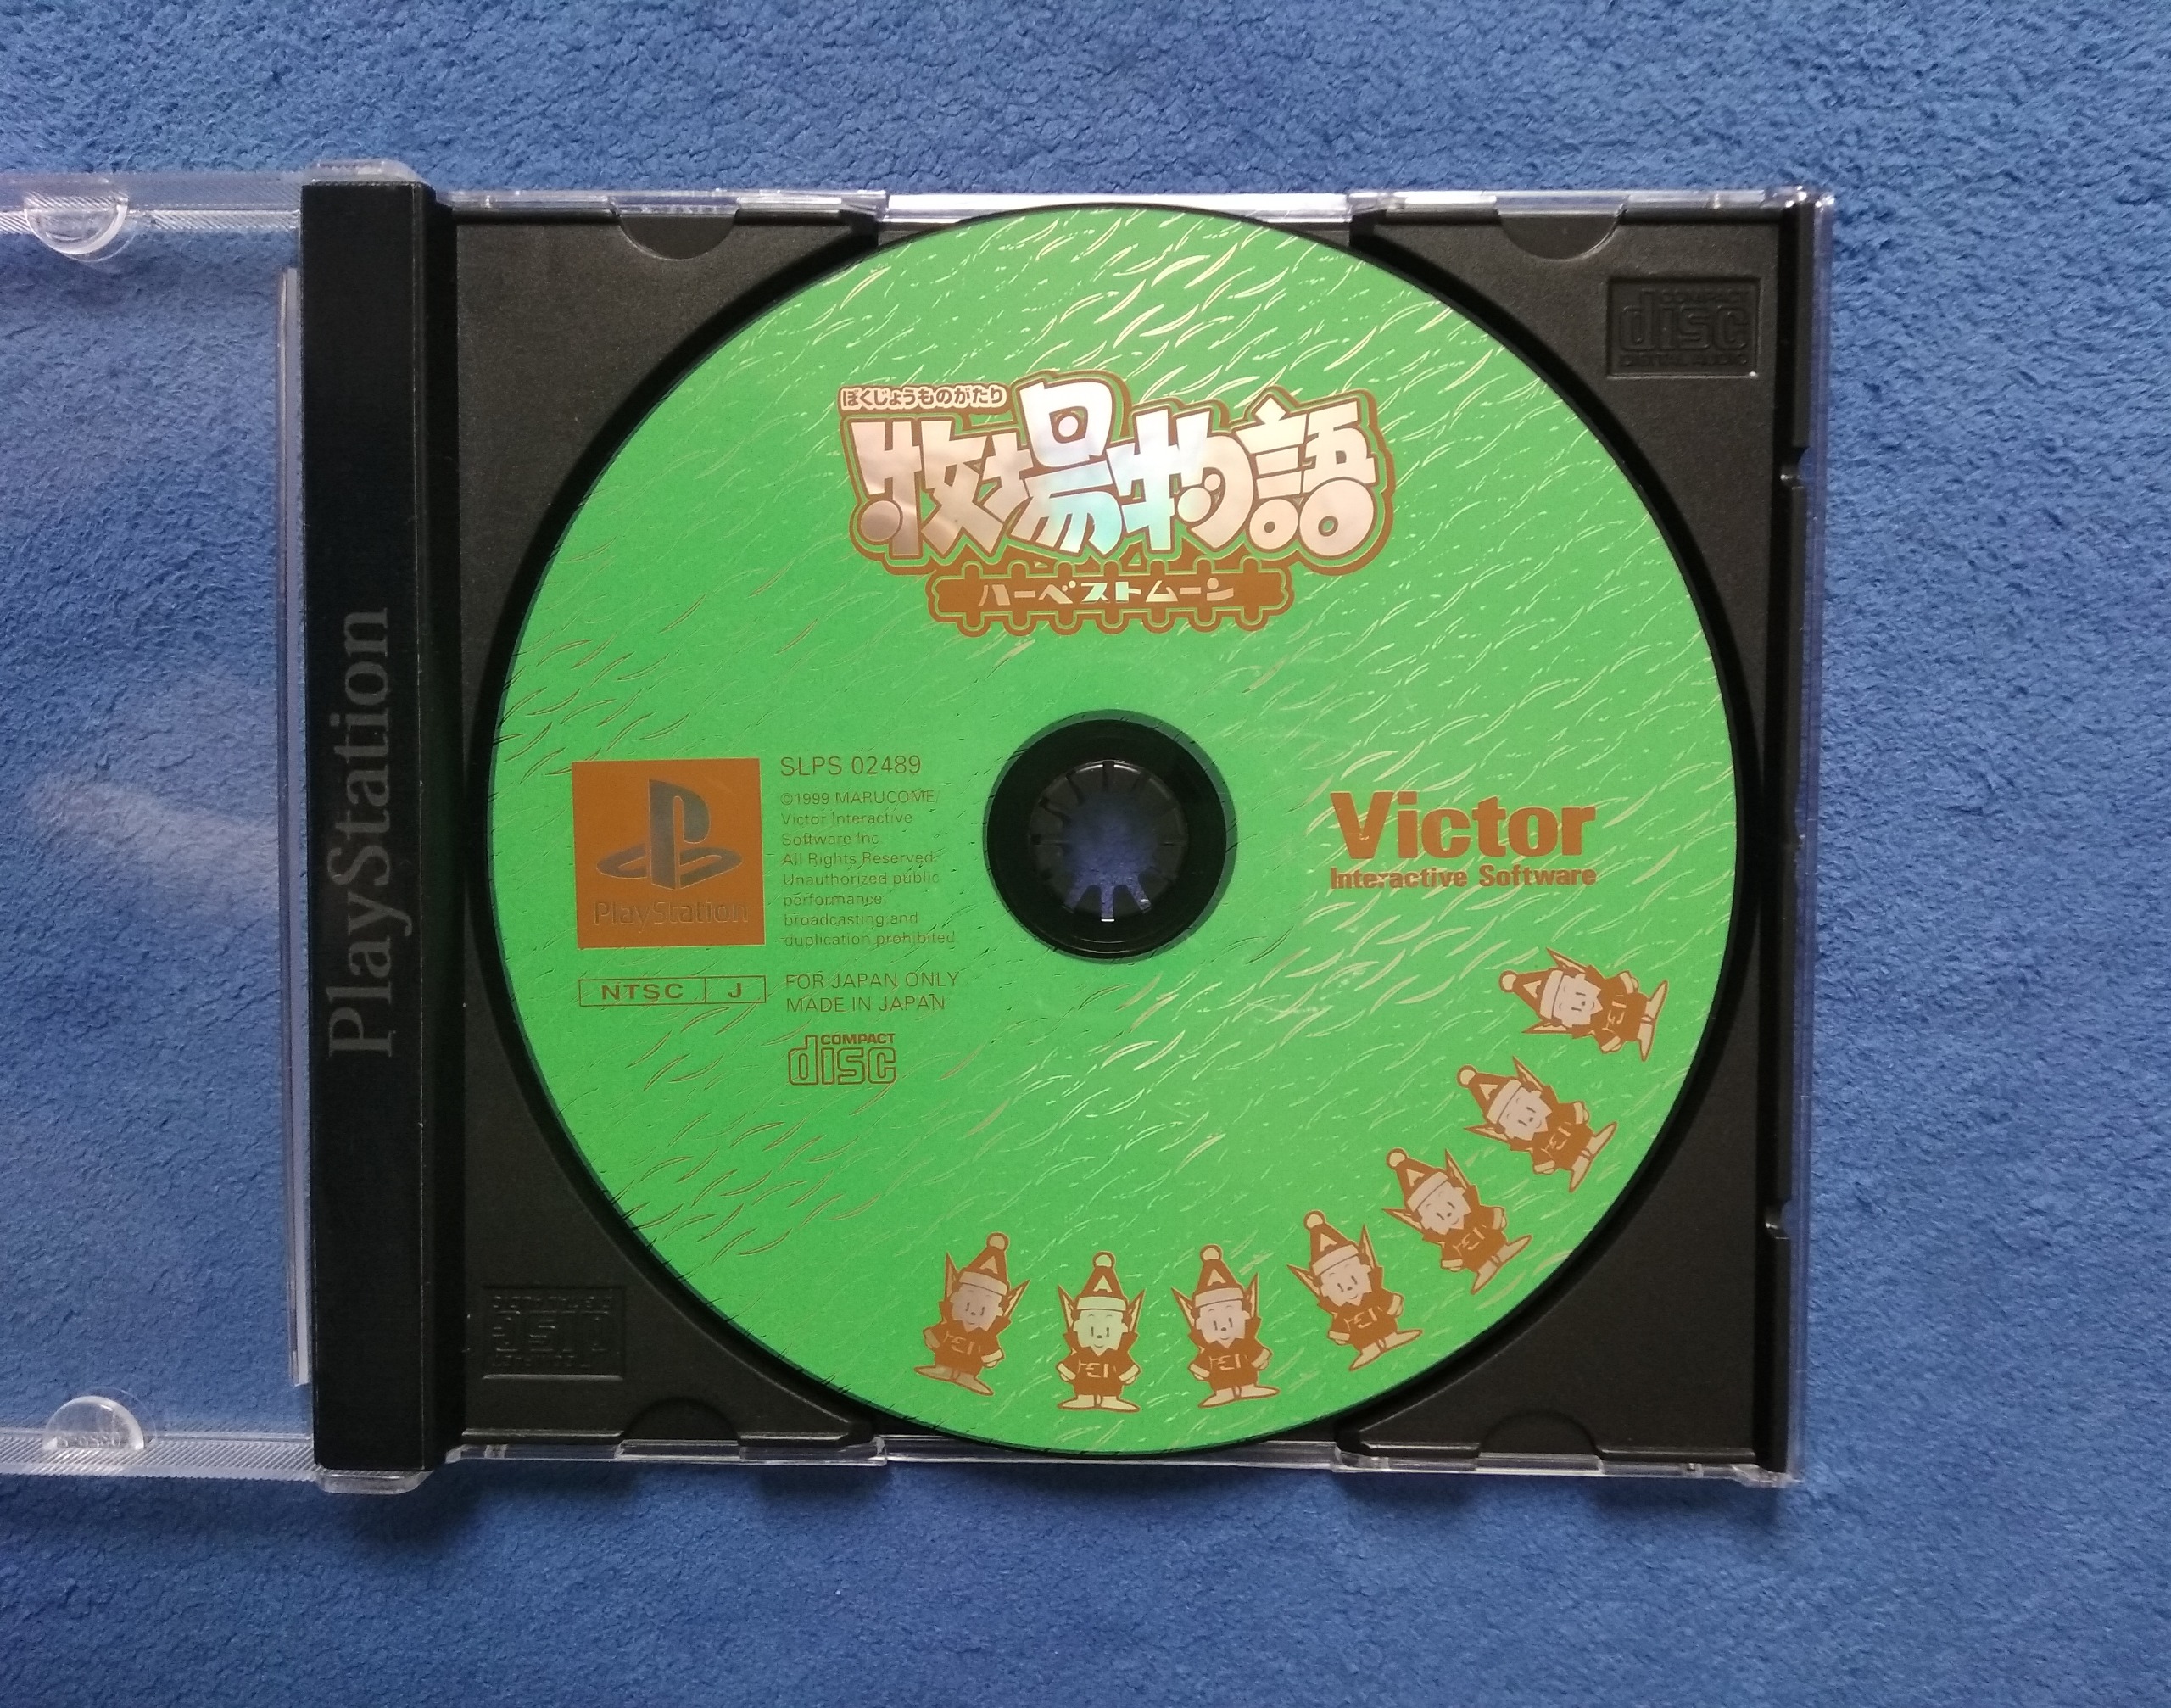 PlayStation
COMPACT
disc
DIGITAL AUDIO
ぼくじょうものがたり
牧場物語
ハーベストムーン
PlayStation
SLPS 02489
©1999 MARUCOME/
Victor Interactive
Software Inc.
All Rights Reserved.
Unauthorized public
performance,
broadcasting and
duplication prohibited.
NTSC J
FOR JAPAN ONLY
MADE IN JAPAN
COMPACT
disc
Victor
Interactive Software